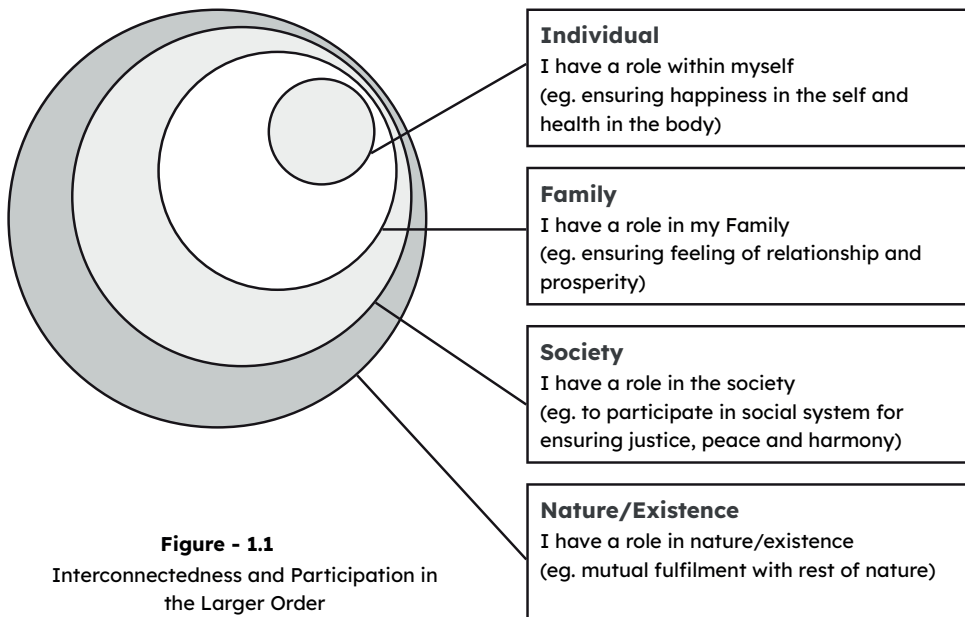 Individual
I have a role within myself
(eg. ensuring happiness in the self and
health in the body)
Family
I have a role in my Family
(eg. ensuring feeling of relationship and
prosperity)
Society
I have a role in the society
(eg. to participate in social system for
ensuring justice, peace and harmony)
Nature/Existence
I have a role in nature/existence
(eg. mutual fulfilment with rest of nature)
Figure - 1.1
Interconnectedness and Participation in
the Larger Order